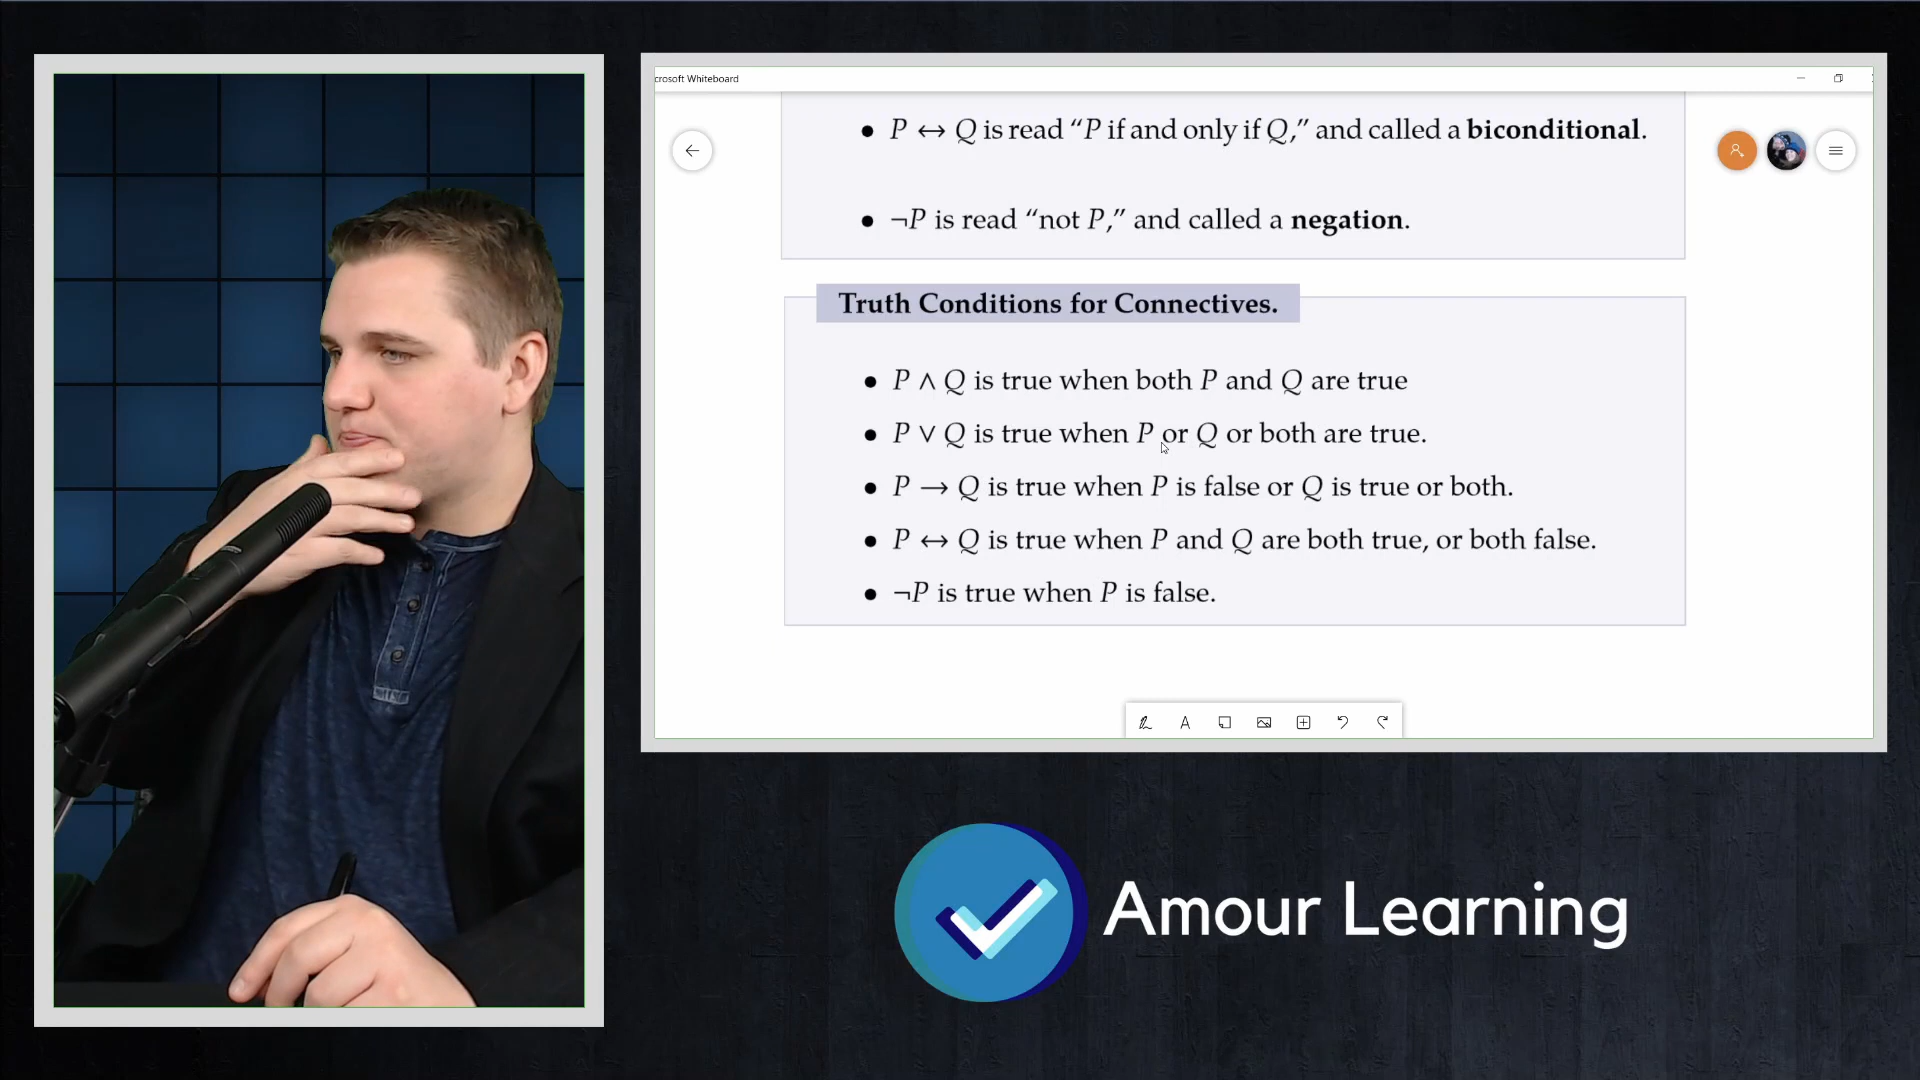 crosoft Whiteboard
• P ↔ Q is read “P if and only if Q,” and called a biconditional.
• ¬P is read “not P,” and called a negation.
Truth Conditions for Connectives.
• P ∧ Q is true when both P and Q are true
• P ∨ Q is true when P or Q or both are true.
• P → Q is true when P is false or Q is true or both.
• P ↔ Q is true when P and Q are both true, or both false.
• ¬P is true when P is false.
Amour Learning